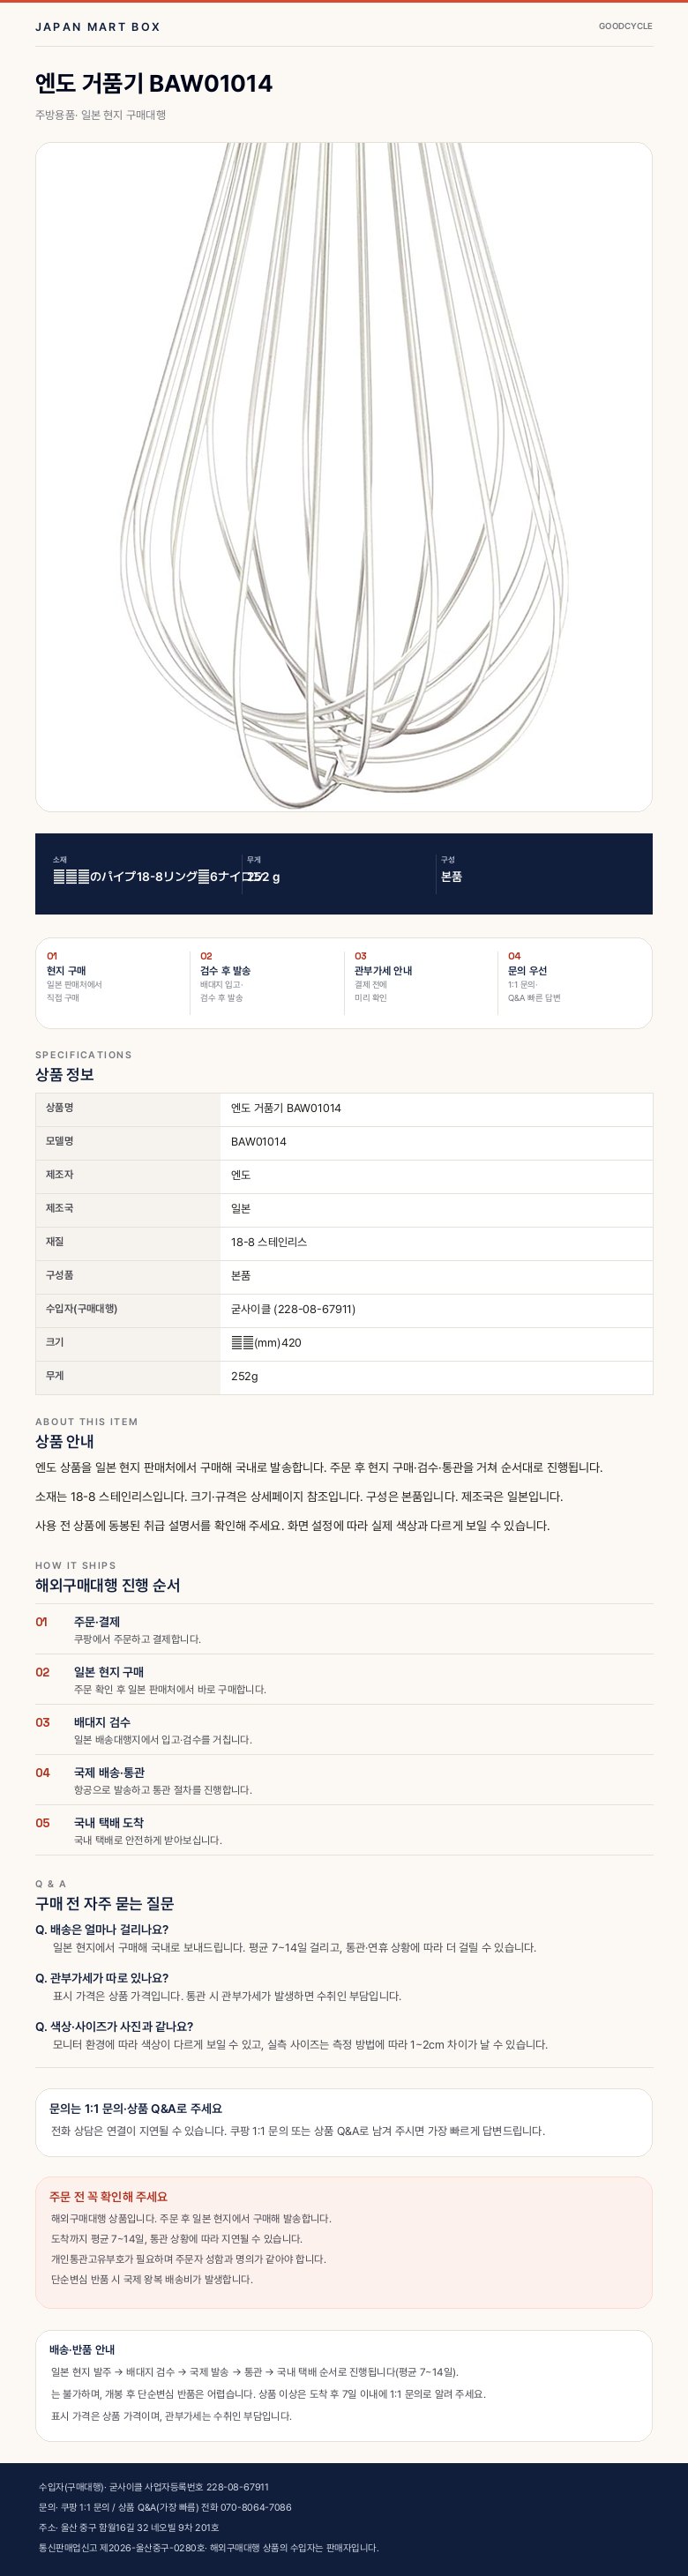 JAPAN MART BOX
GOODCYCLE
엔도 거품기 BAW01014
주방용품· 일본 현지 구매대행
소재
のパイプ18-8リング 6ナイロン
무게
252 g
구성
본품
01
현지 구매
일본 판매처에서
직접 구매
02
검수 후 발송
배대지 입고·
검수 후 발송
03
관부가세 안내
결제 전에
미리 확인
04
문의 우선
1:1 문의·
Q&A 빠른 답변
SPECIFICATIONS
상품 정보
상품명 엔도 거품기 BAW01014
모델명 BAW01014
제조자 엔도
제조국 일본
재질 18-8 스테인리스
구성품 본품
수입자(구매대행) 굳사이클 (228-08-67911)
크기 (mm)420
무게 252g
ABOUT THIS ITEM
상품 안내
엔도 상품을 일본 현지 판매처에서 구매해 국내로 발송합니다. 주문 후 현지 구매·검수·통관을 거쳐 순서대로 진행됩니다.
소재는 18-8 스테인리스입니다. 크기·규격은 상세페이지 참조입니다. 구성은 본품입니다. 제조국은 일본입니다.
사용 전 상품에 동봉된 취급 설명서를 확인해 주세요. 화면 설정에 따라 실제 색상과 다르게 보일 수 있습니다.
HOW IT SHIPS
해외구매대행 진행 순서
01 주문·결제
쿠팡에서 주문하고 결제합니다.
02 일본 현지 구매
주문 확인 후 일본 판매처에서 바로 구매합니다.
03 배대지 검수
일본 배송대행지에서 입고·검수를 거칩니다.
04 국제 배송·통관
항공으로 발송하고 통관 절차를 진행합니다.
05 국내 택배 도착
국내 택배로 안전하게 받아보십니다.
Q & A
구매 전 자주 묻는 질문
Q. 배송은 얼마나 걸리나요?
일본 현지에서 구매해 국내로 보내드립니다. 평균 7~14일 걸리고, 통관·연휴 상황에 따라 더 걸릴 수 있습니다.
Q. 관부가세가 따로 있나요?
표시 가격은 상품 가격입니다. 통관 시 관부가세가 발생하면 수취인 부담입니다.
Q. 색상·사이즈가 사진과 같나요?
모니터 환경에 따라 색상이 다르게 보일 수 있고, 실측 사이즈는 측정 방법에 따라 1~2cm 차이가 날 수 있습니다.
문의는 1:1 문의·상품 Q&A로 주세요
전화 상담은 연결이 지연될 수 있습니다. 쿠팡 1:1 문의 또는 상품 Q&A로 남겨 주시면 가장 빠르게 답변드립니다.
주문 전 꼭 확인해 주세요
해외구매대행 상품입니다. 주문 후 일본 현지에서 구매해 발송합니다.
도착까지 평균 7~14일, 통관 상황에 따라 지연될 수 있습니다.
개인통관고유부호가 필요하며 주문자 성함과 명의가 같아야 합니다.
단순변심 반품 시 국제 왕복 배송비가 발생합니다.
배송·반품 안내
일본 현지 발주 → 배대지 검수 → 국제 발송 → 통관 → 국내 택배 순서로 진행됩니다(평균 7~14일).
는 불가하며, 개봉 후 단순변심 반품은 어렵습니다. 상품 이상은 도착 후 7일 이내에 1:1 문의로 알려 주세요.
표시 가격은 상품 가격이며, 관부가세는 수취인 부담입니다.
수입자(구매대행)· 굳사이클 사업자등록번호 228-08-67911
문의· 쿠팡 1:1 문의 / 상품 Q&A(가장 빠름) 전화 070-8064-7086
주소· 울산 중구 함월16길 32 네오빌 9차 201호
통신판매업신고 제2026-울산중구-0280호· 해외구매대행 상품의 수입자는 판매자입니다.